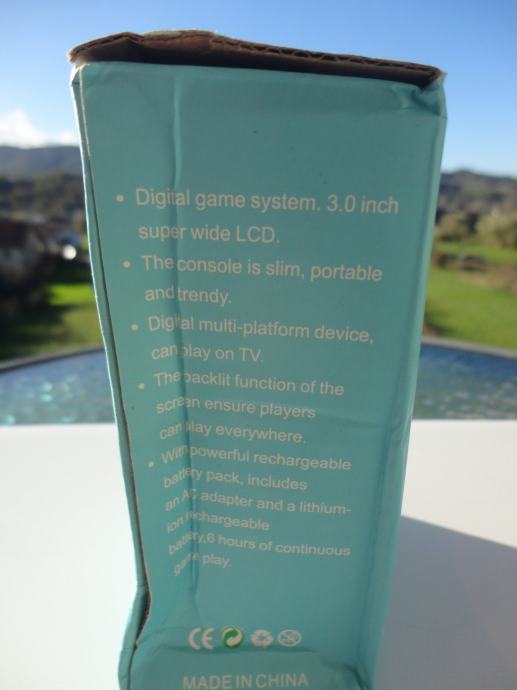 • Digital game system. 3.0 inch
super wide LCD.
• The console is slim, portable
and trendy.
• Digital multi-platform device,
can play on TV.
• The backlit function of the
screen ensure players
can play everywhere.
• With powerful rechargeable
battery pack, includes
an AC adapter and a lithium-
ion rechargeable
battery,6 hours of continuous
game play.
CE
MADE IN CHINA